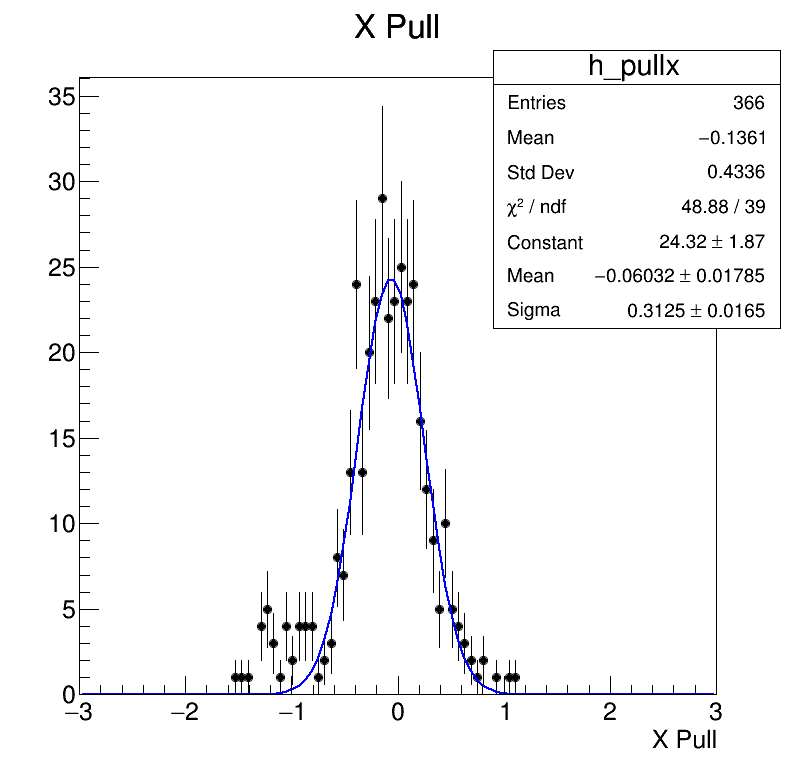 X Pull
h_pullx
Entries 366
Mean −0.1361
Std Dev 0.4336
χ² / ndf 48.88 / 39
Constant 24.32 ± 1.87
Mean −0.06032 ± 0.01785
Sigma 0.3125 ± 0.0165
35
30
25
20
15
10
5
0
−3 −2 −1 0 1 2 3
X Pull